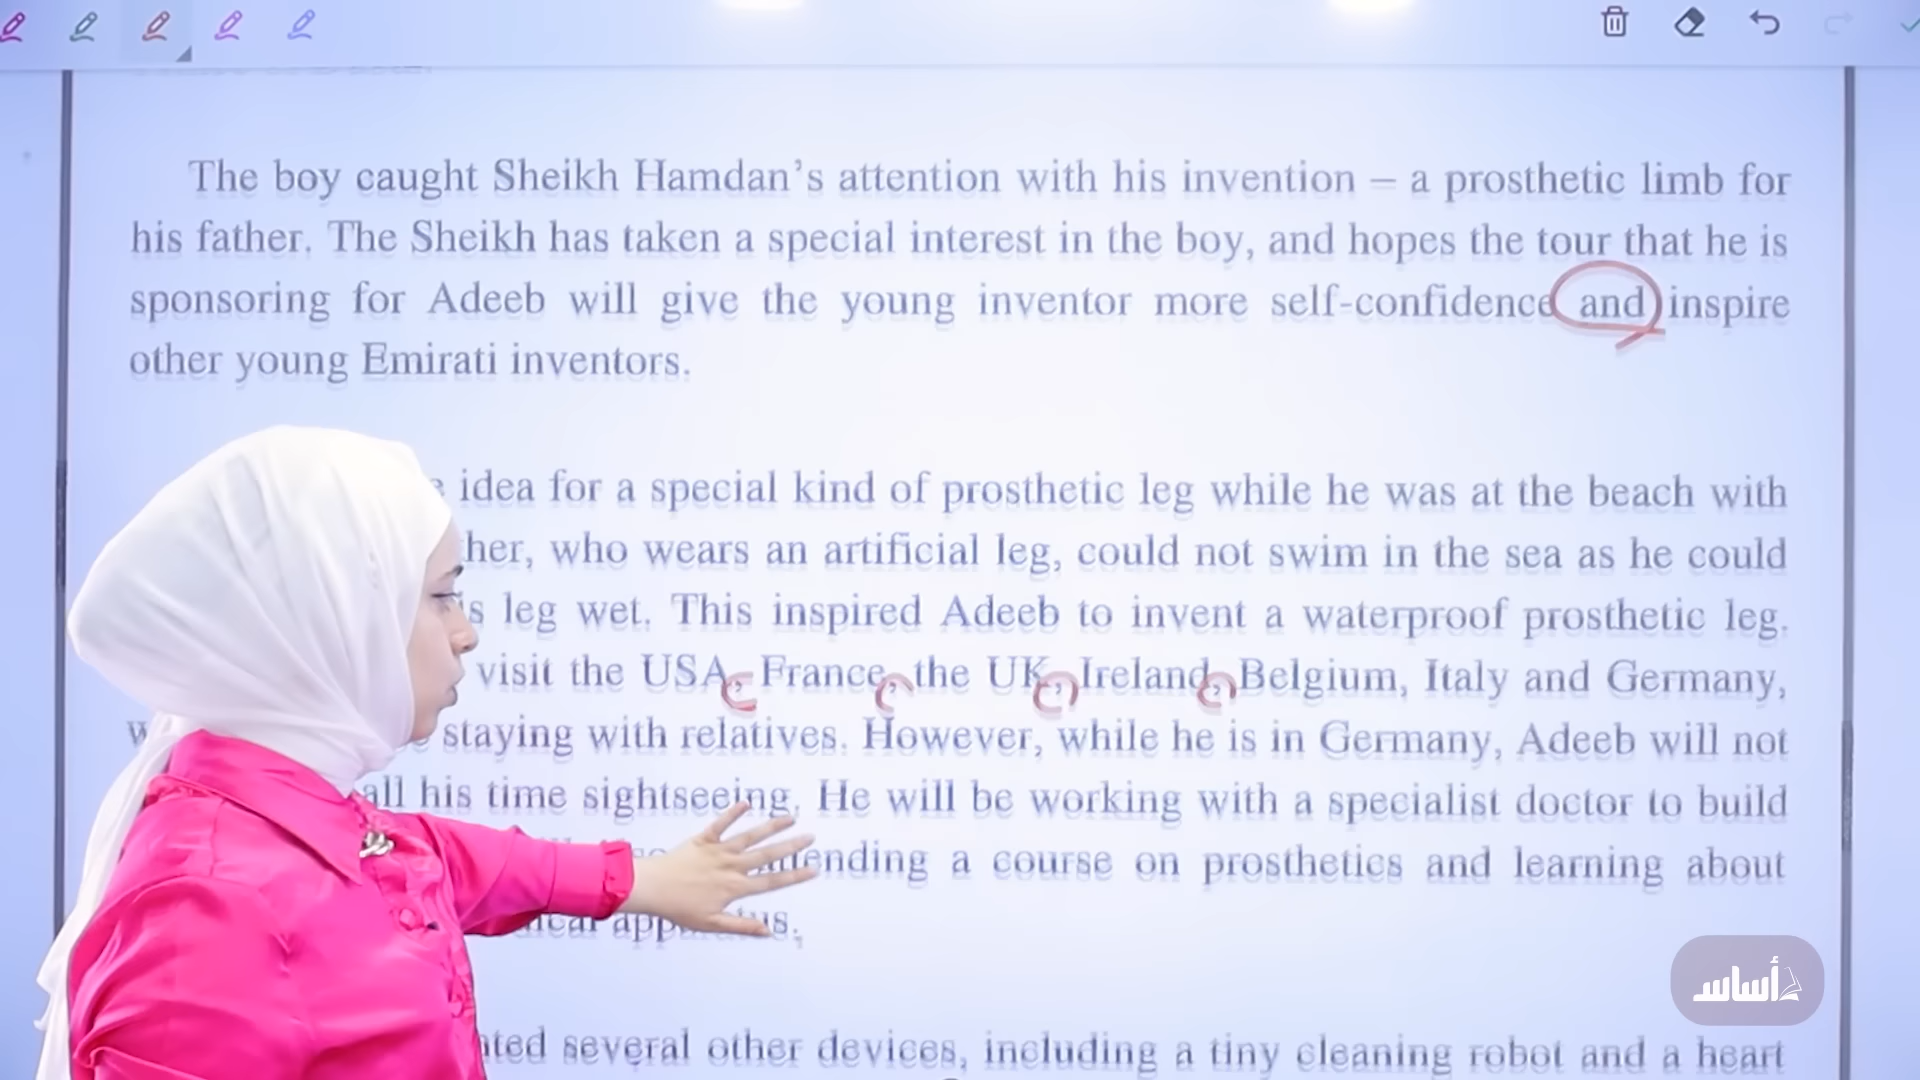 The boy caught Sheikh Hamdan’s attention with his invention – a prosthetic limb for
his father. The Sheikh has taken a special interest in the boy, and hopes the tour that he is
sponsoring for Adeeb will give the young inventor more self-confidence and inspire
other young Emirati inventors.
idea for a special kind of prosthetic leg while he was at the beach with
who wears an artificial leg, could not swim in the sea as he could
leg wet. This inspired Adeeb to invent a waterproof prosthetic leg.
visit the USA, France, the UK, Ireland, Belgium, Italy and Germany,
staying with relatives. However, while he is in Germany, Adeeb will not
all his time sightseeing. He will be working with a specialist doctor to build
a course on prosthetics and learning about
several other devices, including a tiny cleaning robot and a heart
أساس